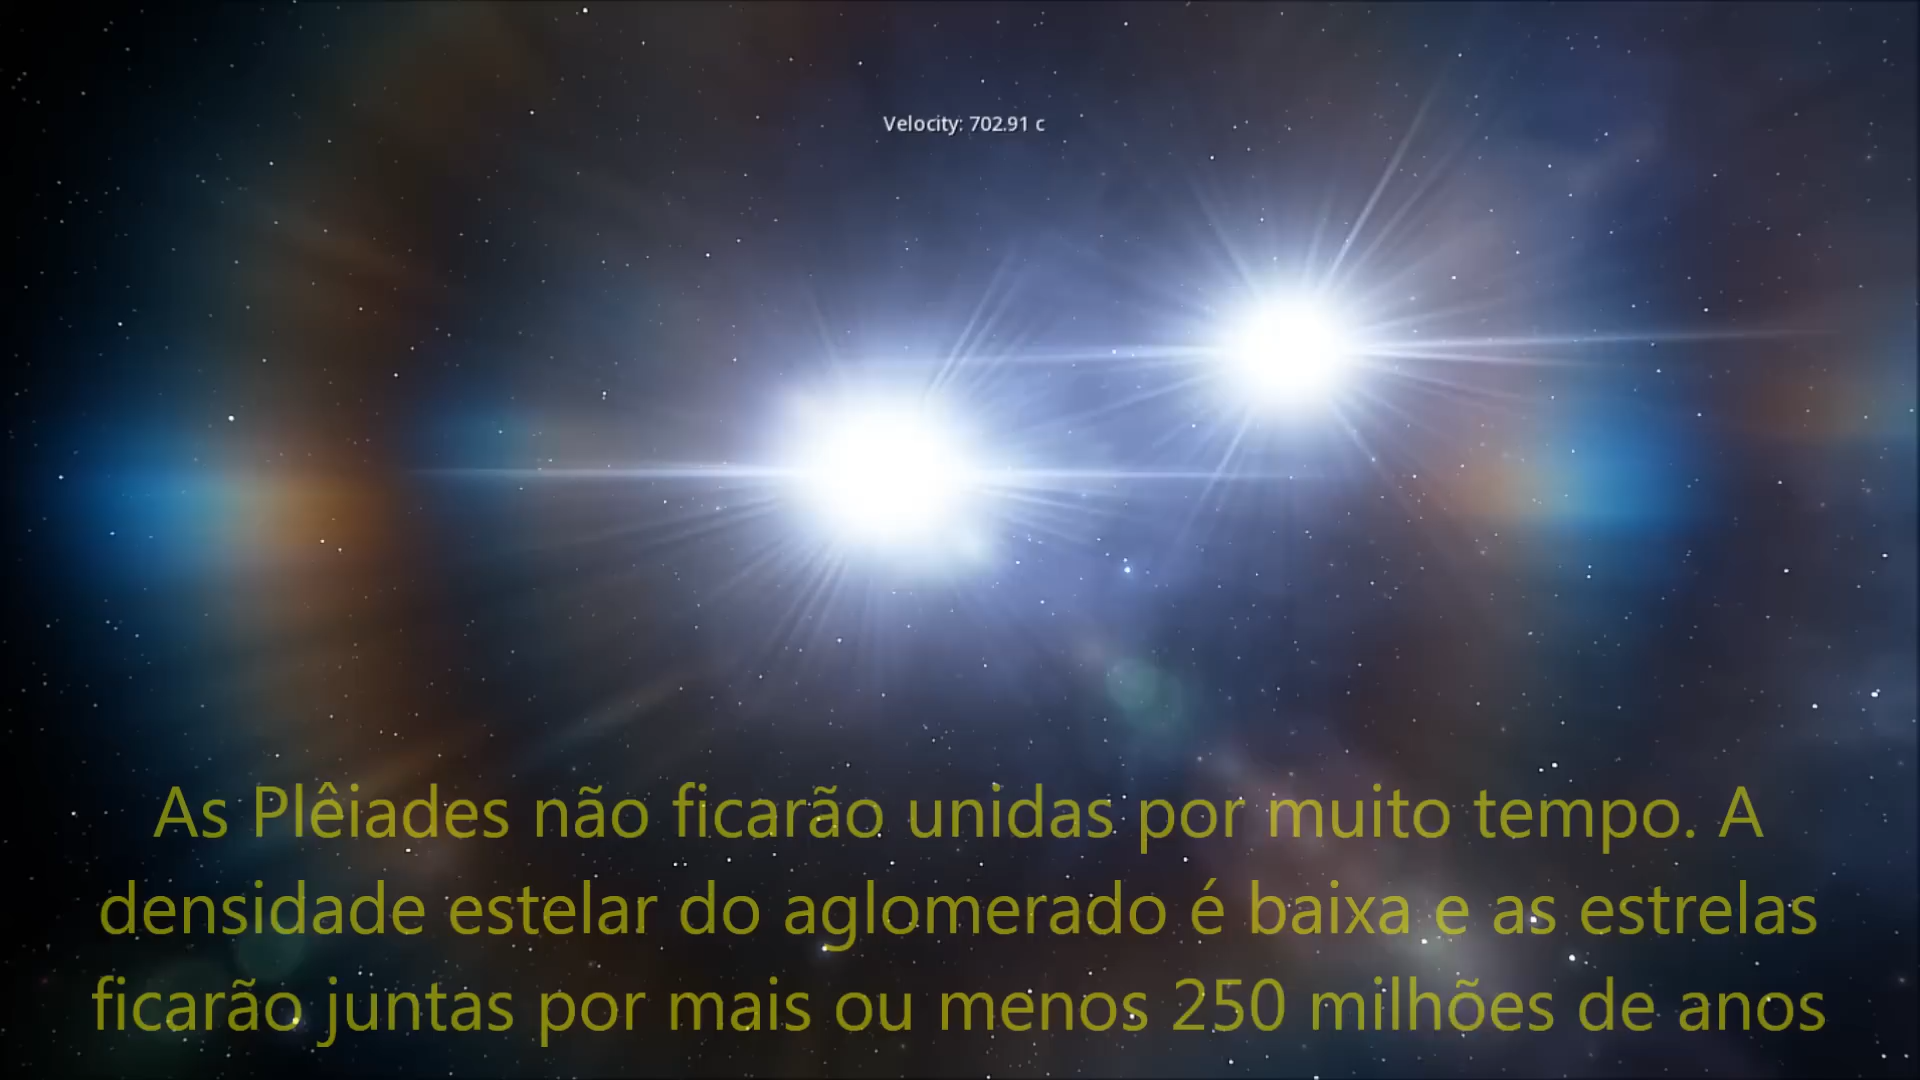 Velocity: 702.91 c
As Plêiades não ficarão unidas por muito tempo. A
densidade estelar do aglomerado é baixa e as estrelas
ficarão juntas por mais ou menos 250 milhões de anos